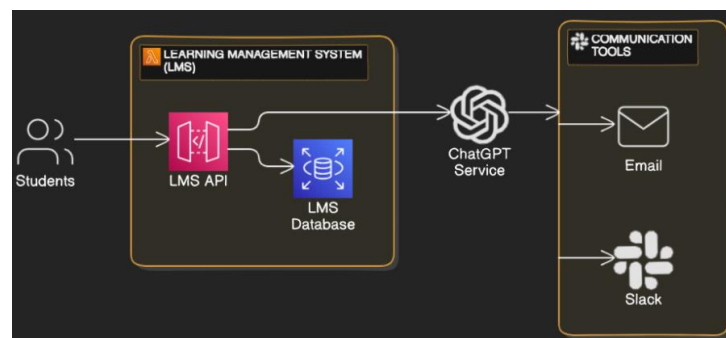 LEARNING MANAGEMENT SYSTEM
(LMS)
COMMUNICATION
TOOLS
Students
LMS API
LMS
Database
ChatGPT
Service
Email
Slack